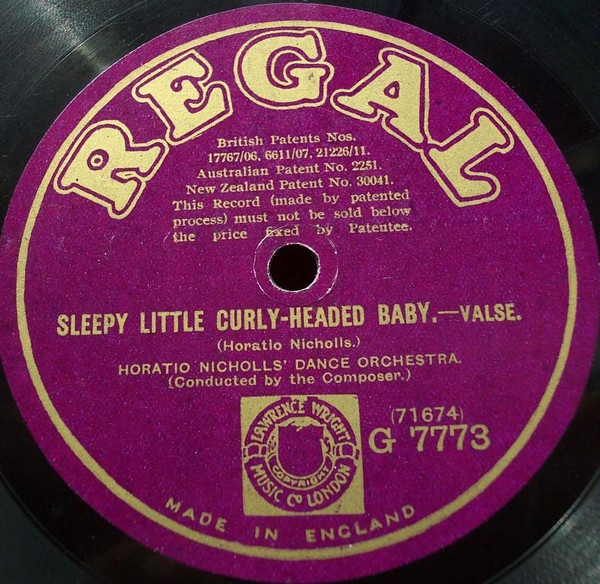 REGAL
British Patents Nos.
17767/06, 6611/07, 21226/11.
Australian Patent No. 2251.
New Zealand Patent No. 30041.
This Record (made by patented
process) must not be sold below
the price fixed by Patentee.
SLEEPY LITTLE CURLY-HEADED BABY.—VALSE.
(Horatio Nicholls.)
HORATIO NICHOLLS' DANCE ORCHESTRA.
(Conducted by the Composer.)
(71674)
G 7773
LAWRENCE WRIGHT
COPYRIGHT
MUSIC Co LONDON
MADE IN ENGLAND